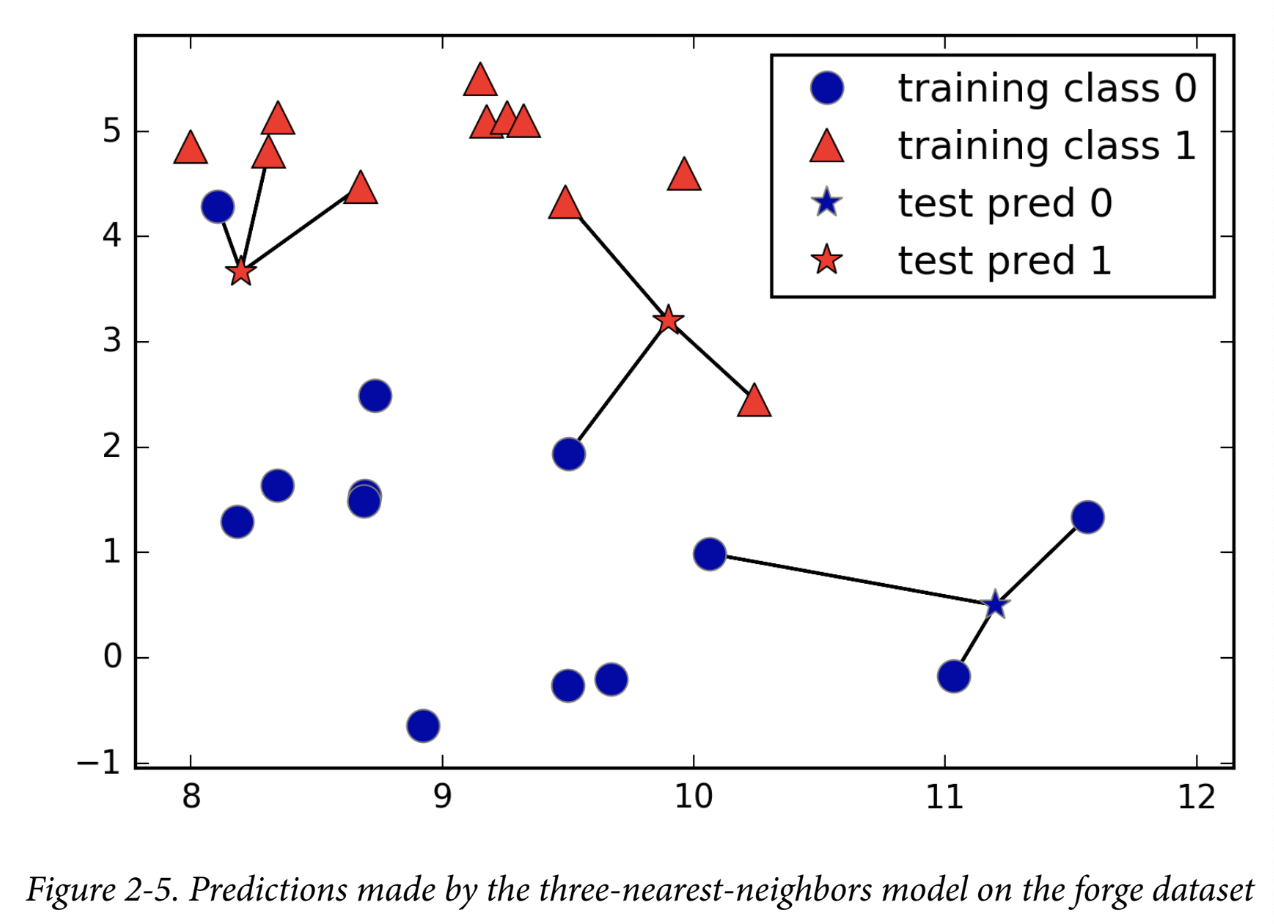 5
4
3
2
1
0
−1
8 9 10 11 12
training class 0
training class 1
test pred 0
test pred 1
Figure 2-5. Predictions made by the three-nearest-neighbors model on the forge dataset